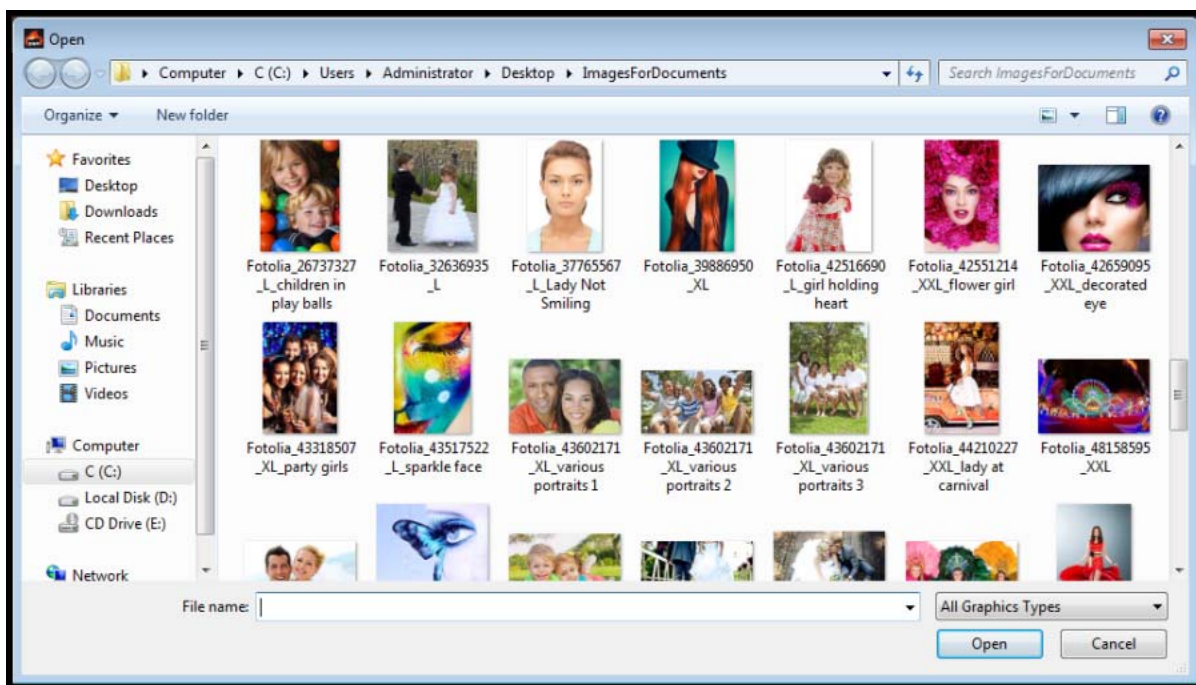 Open
Computer C (C:) Users Administrator Desktop ImagesForDocuments
Search ImagesForDocuments
Organize
New folder
Favorites
Desktop
Downloads
Recent Places
Libraries
Documents
Music
Pictures
Videos
Computer
C (C:)
Local Disk (D:)
CD Drive (E:)
Network
Fotolia_26737327
_L_children in
play balls
Fotolia_32636935
_L
Fotolia_37765567
_L_Lady Not
Smiling
Fotolia_39886950
_XL
Fotolia_42516690
_L_girl holding
heart
Fotolia_42551214
_XXL_flower girl
Fotolia_42659095
_XXL_decorated
eye
Fotolia_43318507
_XL_party girls
Fotolia_43517522
_L_sparkle face
Fotolia_43602171
_XL_various
portraits 1
Fotolia_43602171
_XL_various
portraits 2
Fotolia_43602171
_XL_various
portraits 3
Fotolia_44210227
_XXL_lady at
carnival
Fotolia_48158595
_XXL
File name:
All Graphics Types
Open
Cancel